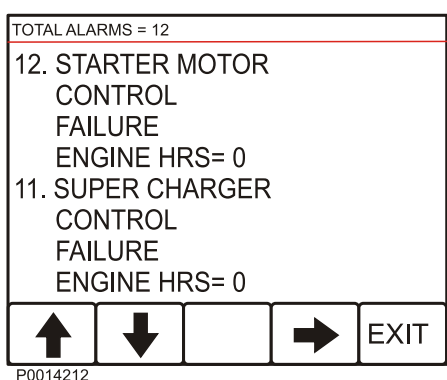 TOTAL ALARMS = 12
12. STARTER MOTOR
CONTROL
FAILURE
ENGINE HRS= 0
11. SUPER CHARGER
CONTROL
FAILURE
ENGINE HRS= 0
EXIT
P0014212